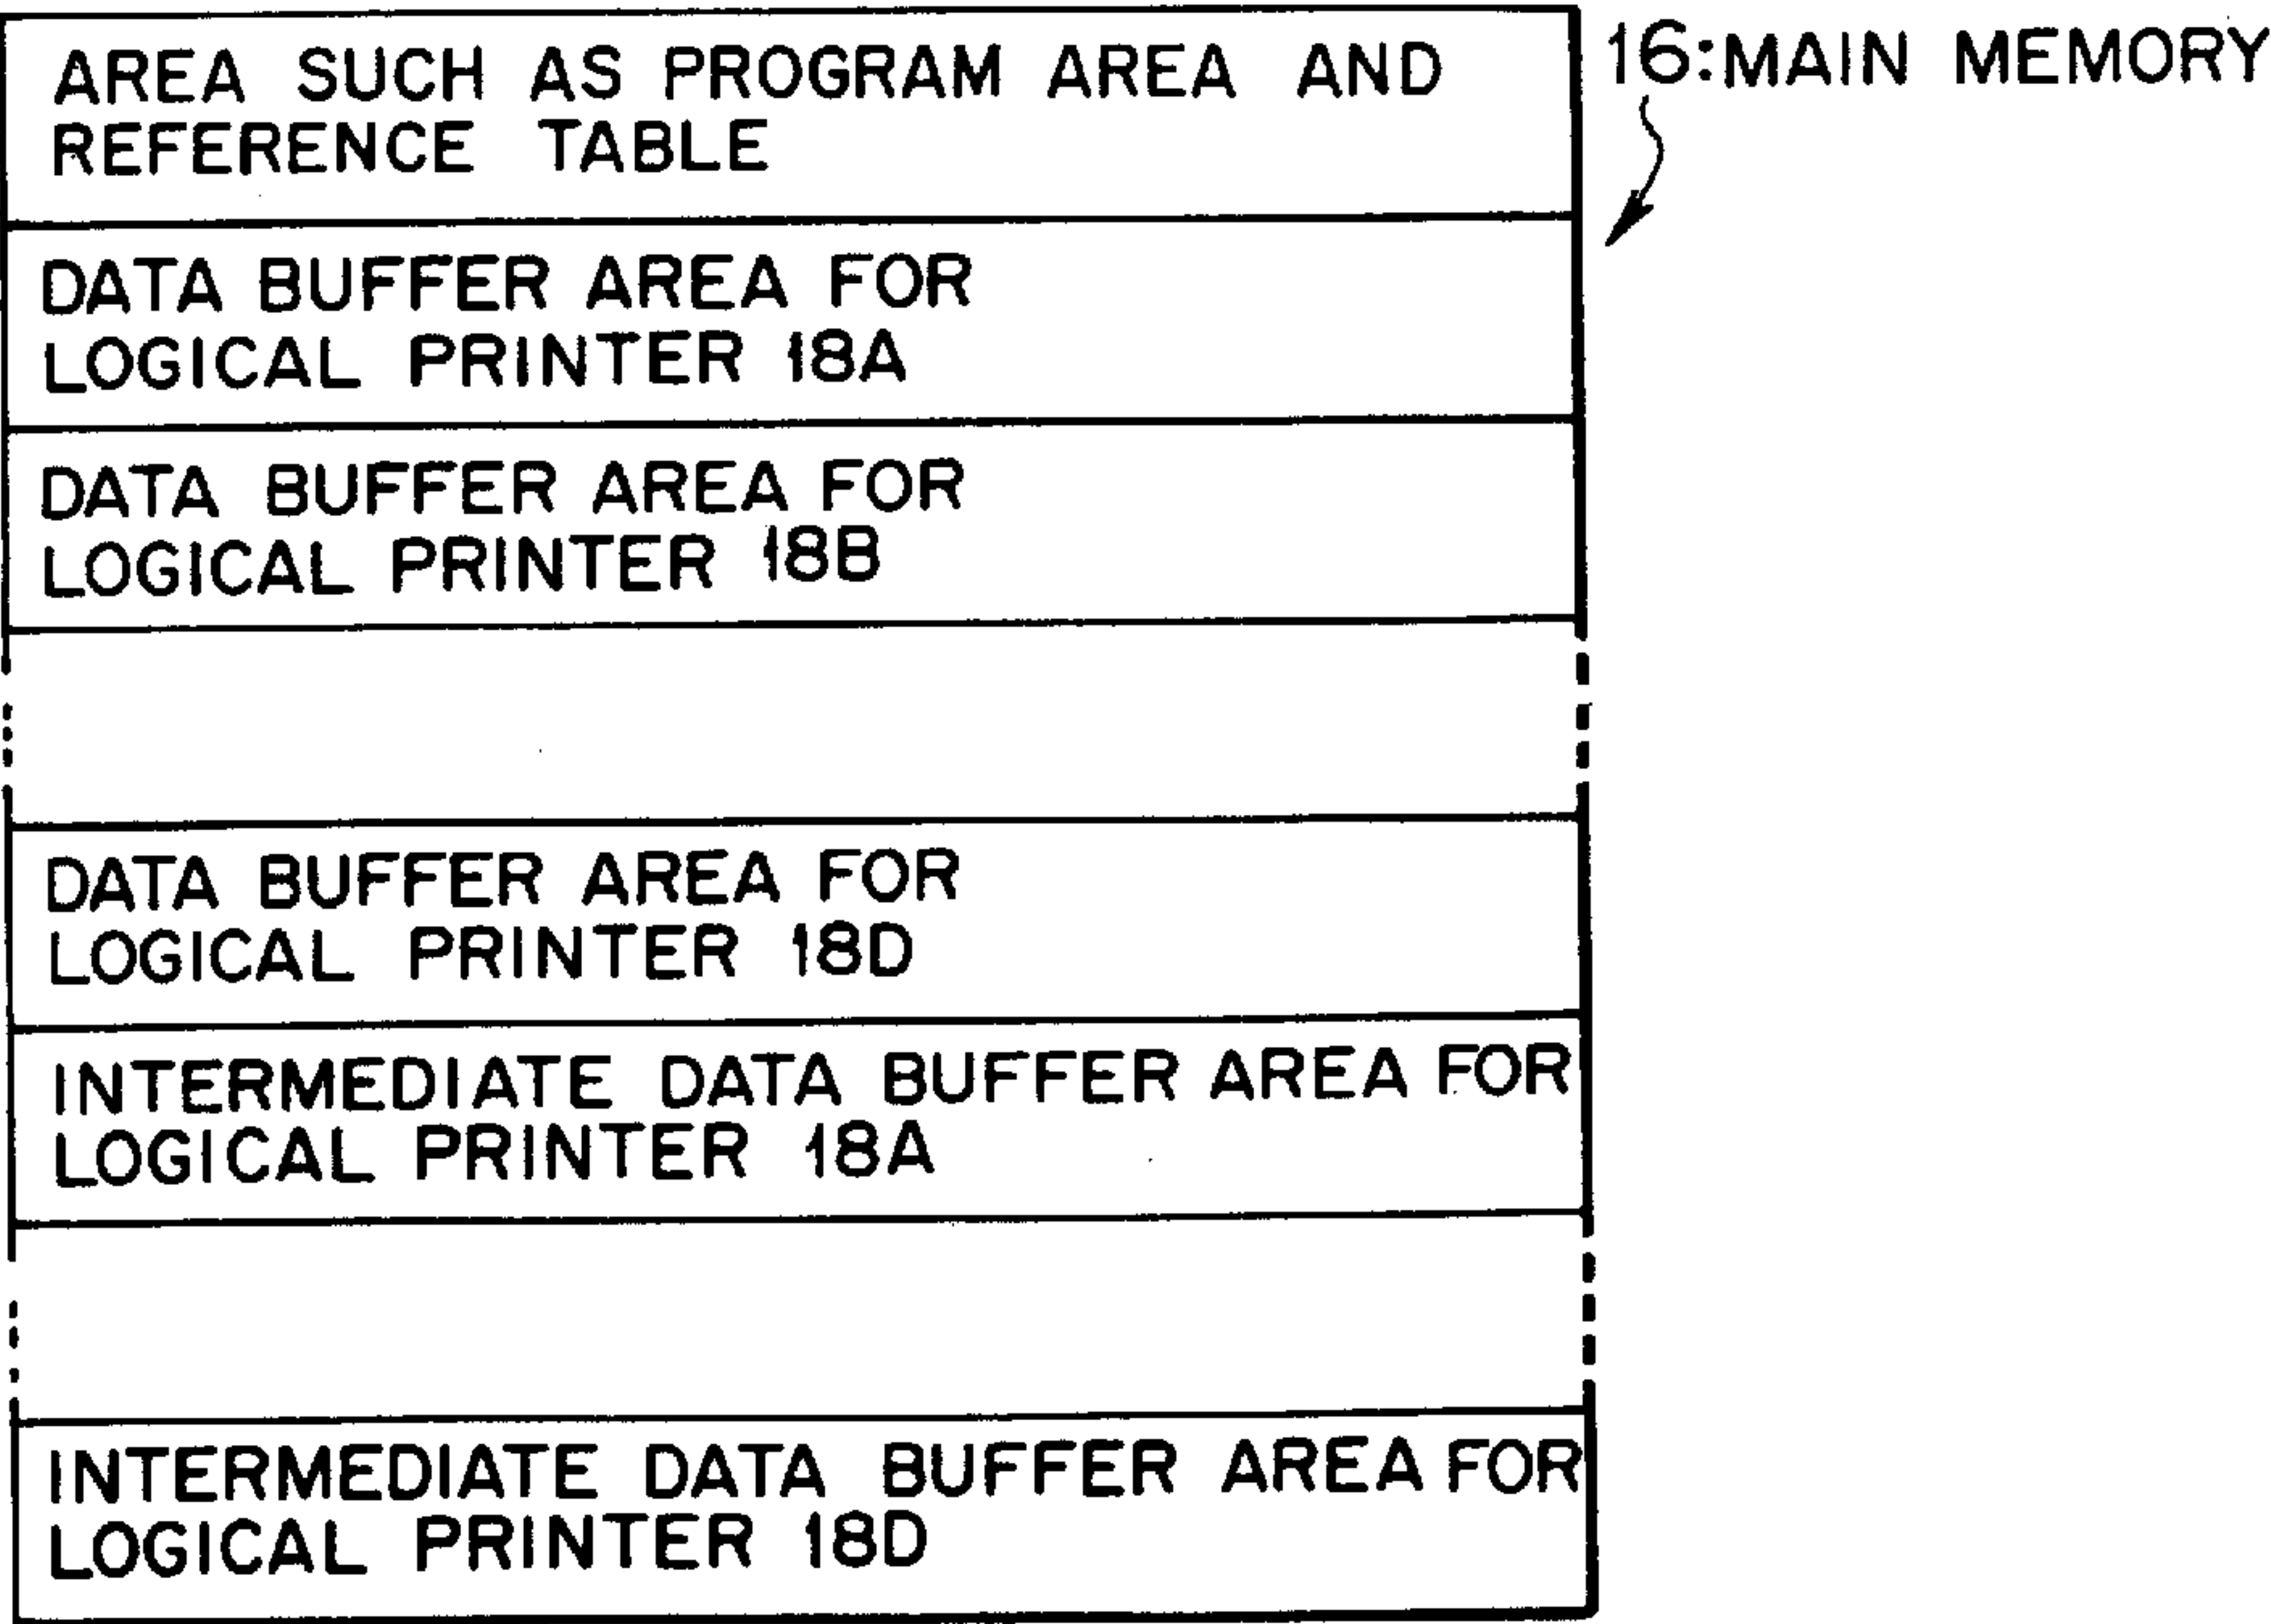 AREA SUCH AS PROGRAM AREA AND
REFERENCE TABLE
16:MAIN MEMORY
DATA BUFFER AREA FOR
LOGICAL PRINTER 18A
DATA BUFFER AREA FOR
LOGICAL PRINTER 18B
DATA BUFFER AREA FOR
LOGICAL PRINTER 18D
INTERMEDIATE DATA BUFFER AREA FOR
LOGICAL PRINTER 18A
INTERMEDIATE DATA BUFFER AREA FOR
LOGICAL PRINTER 18D